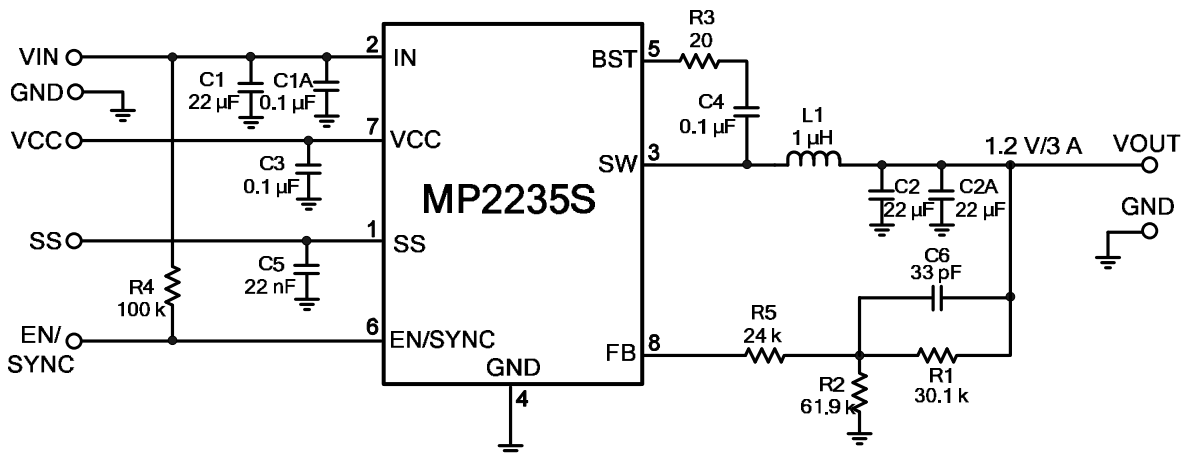 R3
20
VIN
2
IN
BST
5
C1
22 µF
C1A
0.1 µF
GND
C4
0.1 µF
L1
1 µH
VCC
7
VCC
1.2 V/3 A
VOUT
SW
3
C3
0.1 µF
MP2235S
C2
22 µF
C2A
22 µF
GND
SS
1
SS
C5
22 nF
C6
33 pF
R4
100 k
R5
24 k
EN/
SYNC
6
EN/SYNC
FB
8
GND
4
R2
61.9 k
R1
30.1 k